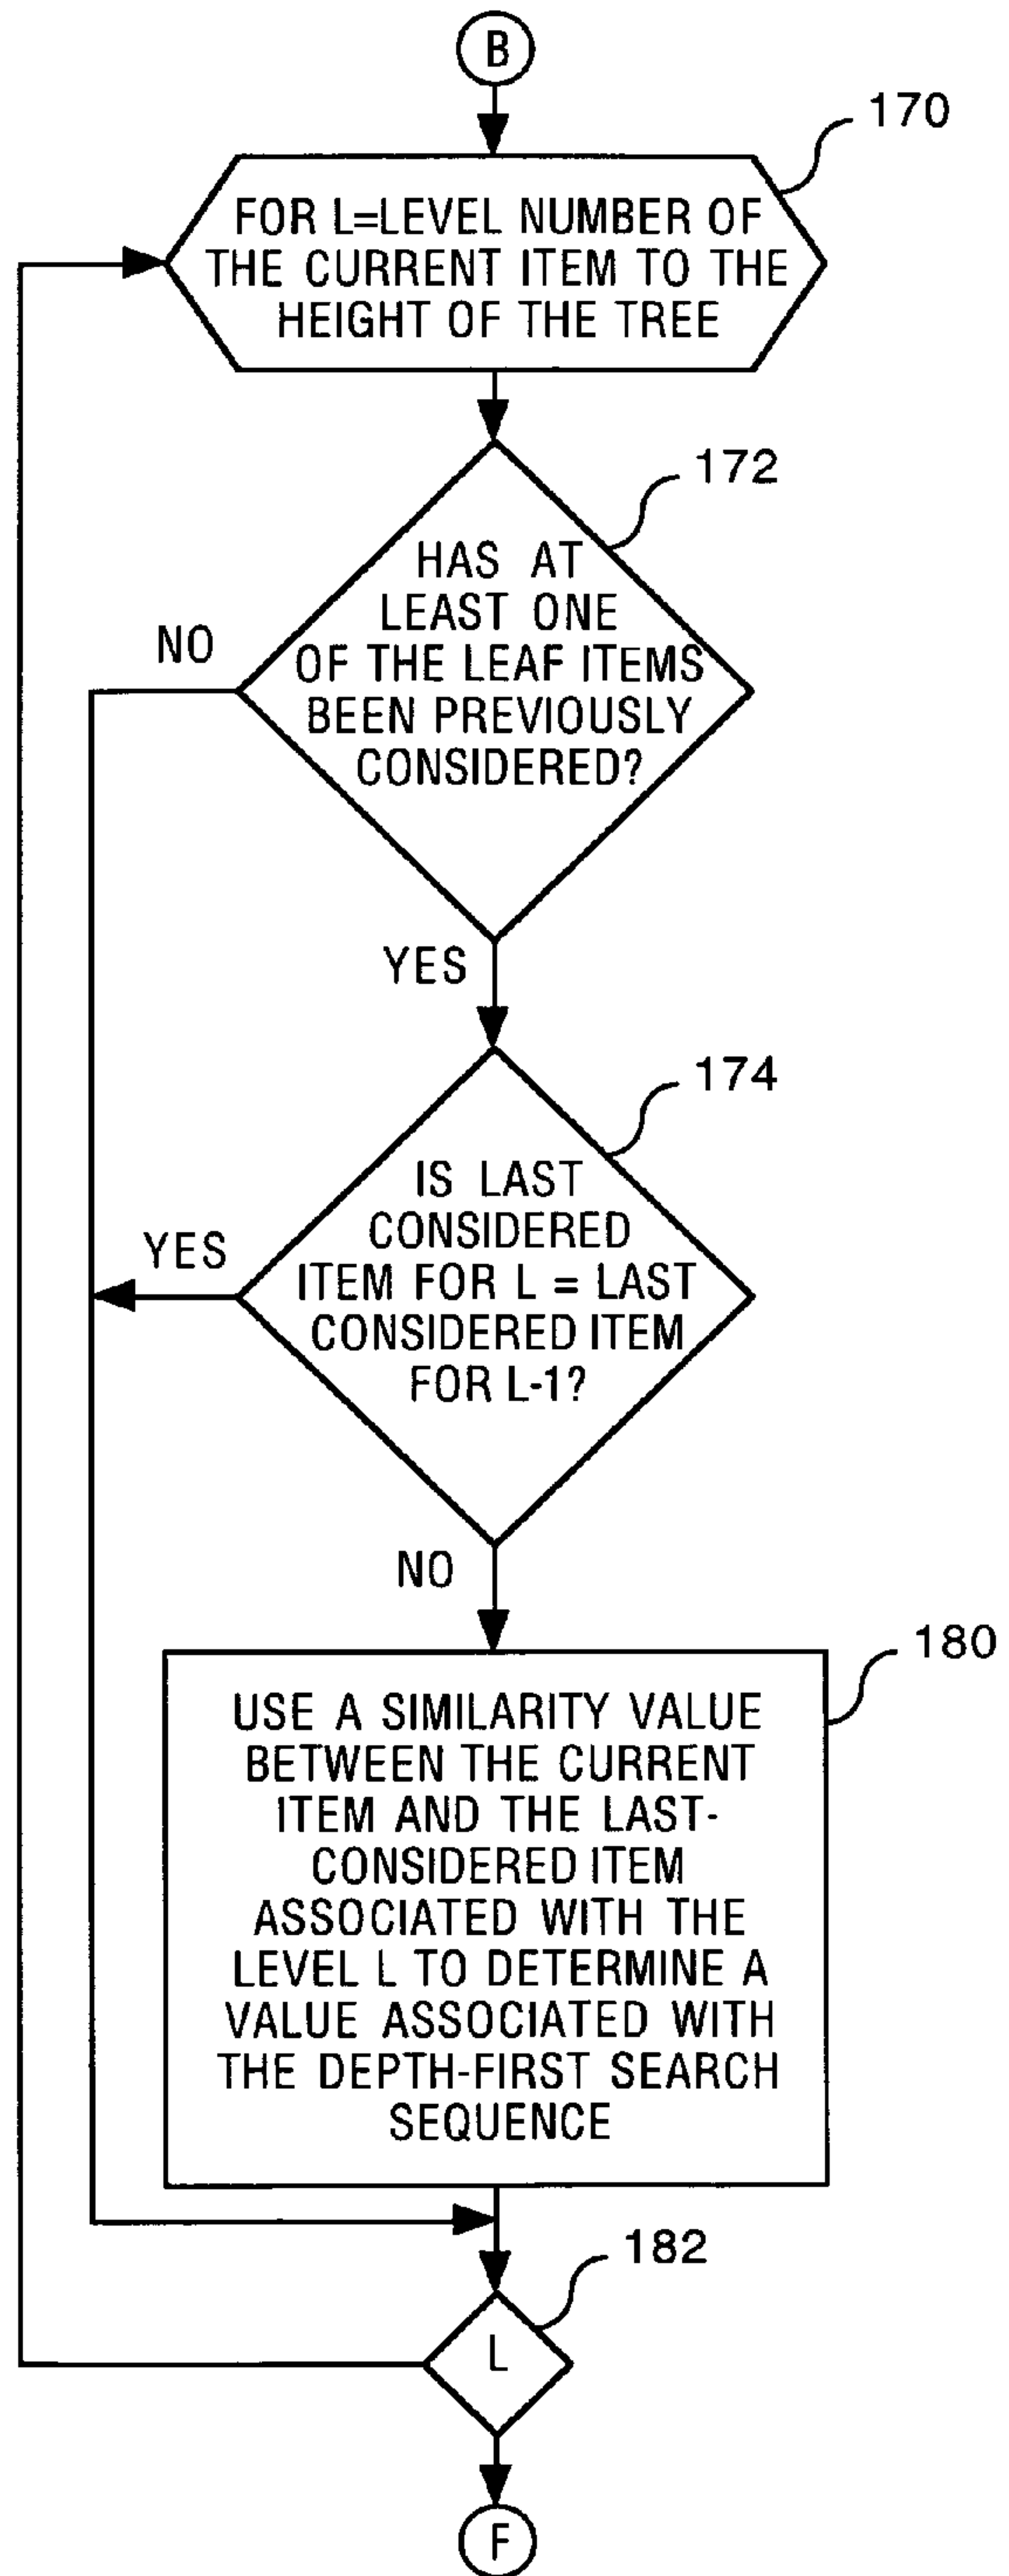 B
170
FOR L=LEVEL NUMBER OF
THE CURRENT ITEM TO THE
HEIGHT OF THE TREE
172
HAS AT
LEAST ONE
OF THE LEAF ITEMS
BEEN PREVIOUSLY
CONSIDERED?
NO
YES
174
IS LAST
CONSIDERED
ITEM FOR L = LAST
CONSIDERED ITEM
FOR L-1?
YES
NO
180
USE A SIMILARITY VALUE
BETWEEN THE CURRENT
ITEM AND THE LAST-
CONSIDERED ITEM
ASSOCIATED WITH THE
LEVEL L TO DETERMINE A
VALUE ASSOCIATED WITH
THE DEPTH-FIRST SEARCH
SEQUENCE
182
L
F